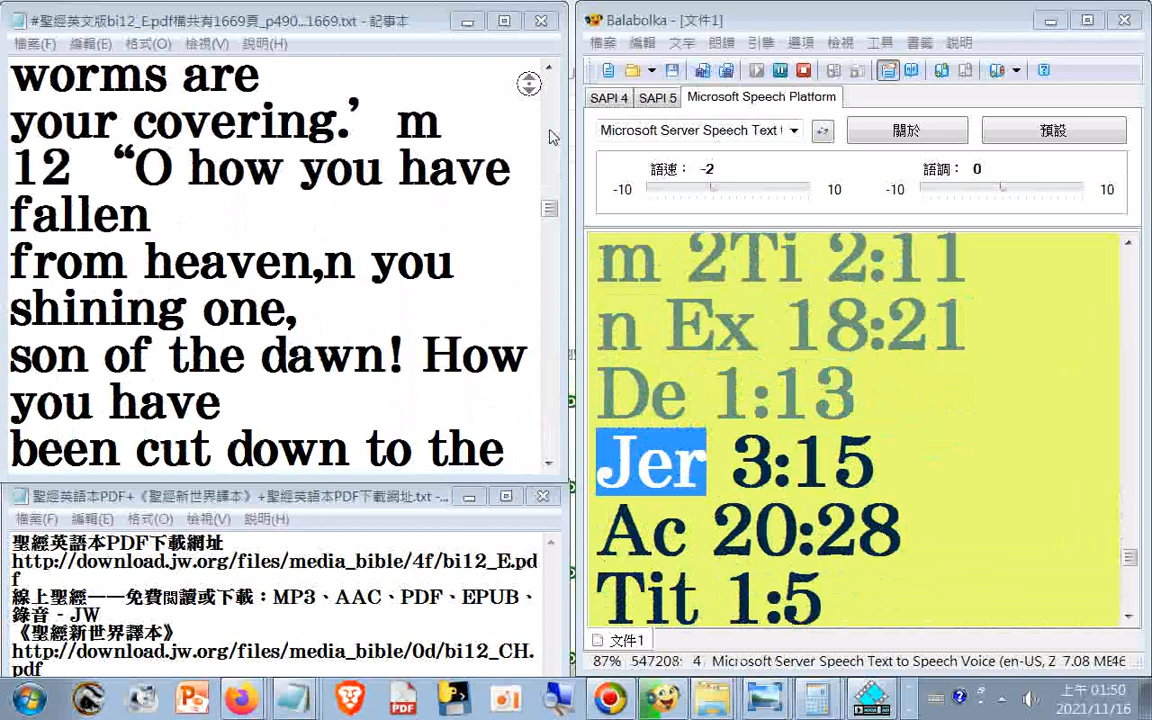 #聖經英文版bi12_E.pdf檔共有1669頁_p490...1669.txt - 記事本
檔案(F) 編輯(E) 格式(O) 檢視(V) 說明(H)
worms are
your covering.’ m
12 “O how you have
fallen
from heaven,n you
shining one,
son of the dawn! How
you have
been cut down to the
聖經英語本PDF+《聖經新世界譯本》+聖經英語本PDF下載網址.txt -...
檔案(F) 編輯(E) 格式(O) 檢視(V) 說明(H)
聖經英語本PDF下載網址
http://download.jw.org/files/media_bible/4f/bi12_E.pd
f
線上聖經——免費閱讀或下載：MP3、AAC、PDF、EPUB、
錄音 - JW
《聖經新世界譯本》
http://download.jw.org/files/media_bible/0d/bi12_CH.
pdf
Balabolka - [文件1]
檔案 編輯 文字 朗讀 引擎 選項 檢視 工具 書籤 說明
SAPI 4 SAPI 5 Microsoft Speech Platform
Microsoft Server Speech Text 關於 預設
語速： -2 語調： 0
-10 10 -10 10
m 2Ti 2:11
n Ex 18:21
De 1:13
Jer 3:15
Ac 20:28
Tit 1:5
文件1
87% 547208: 4 Microsoft Server Speech Text to Speech Voice (en-US, Z 7.08 ME46
上午 01:50
2021/11/16